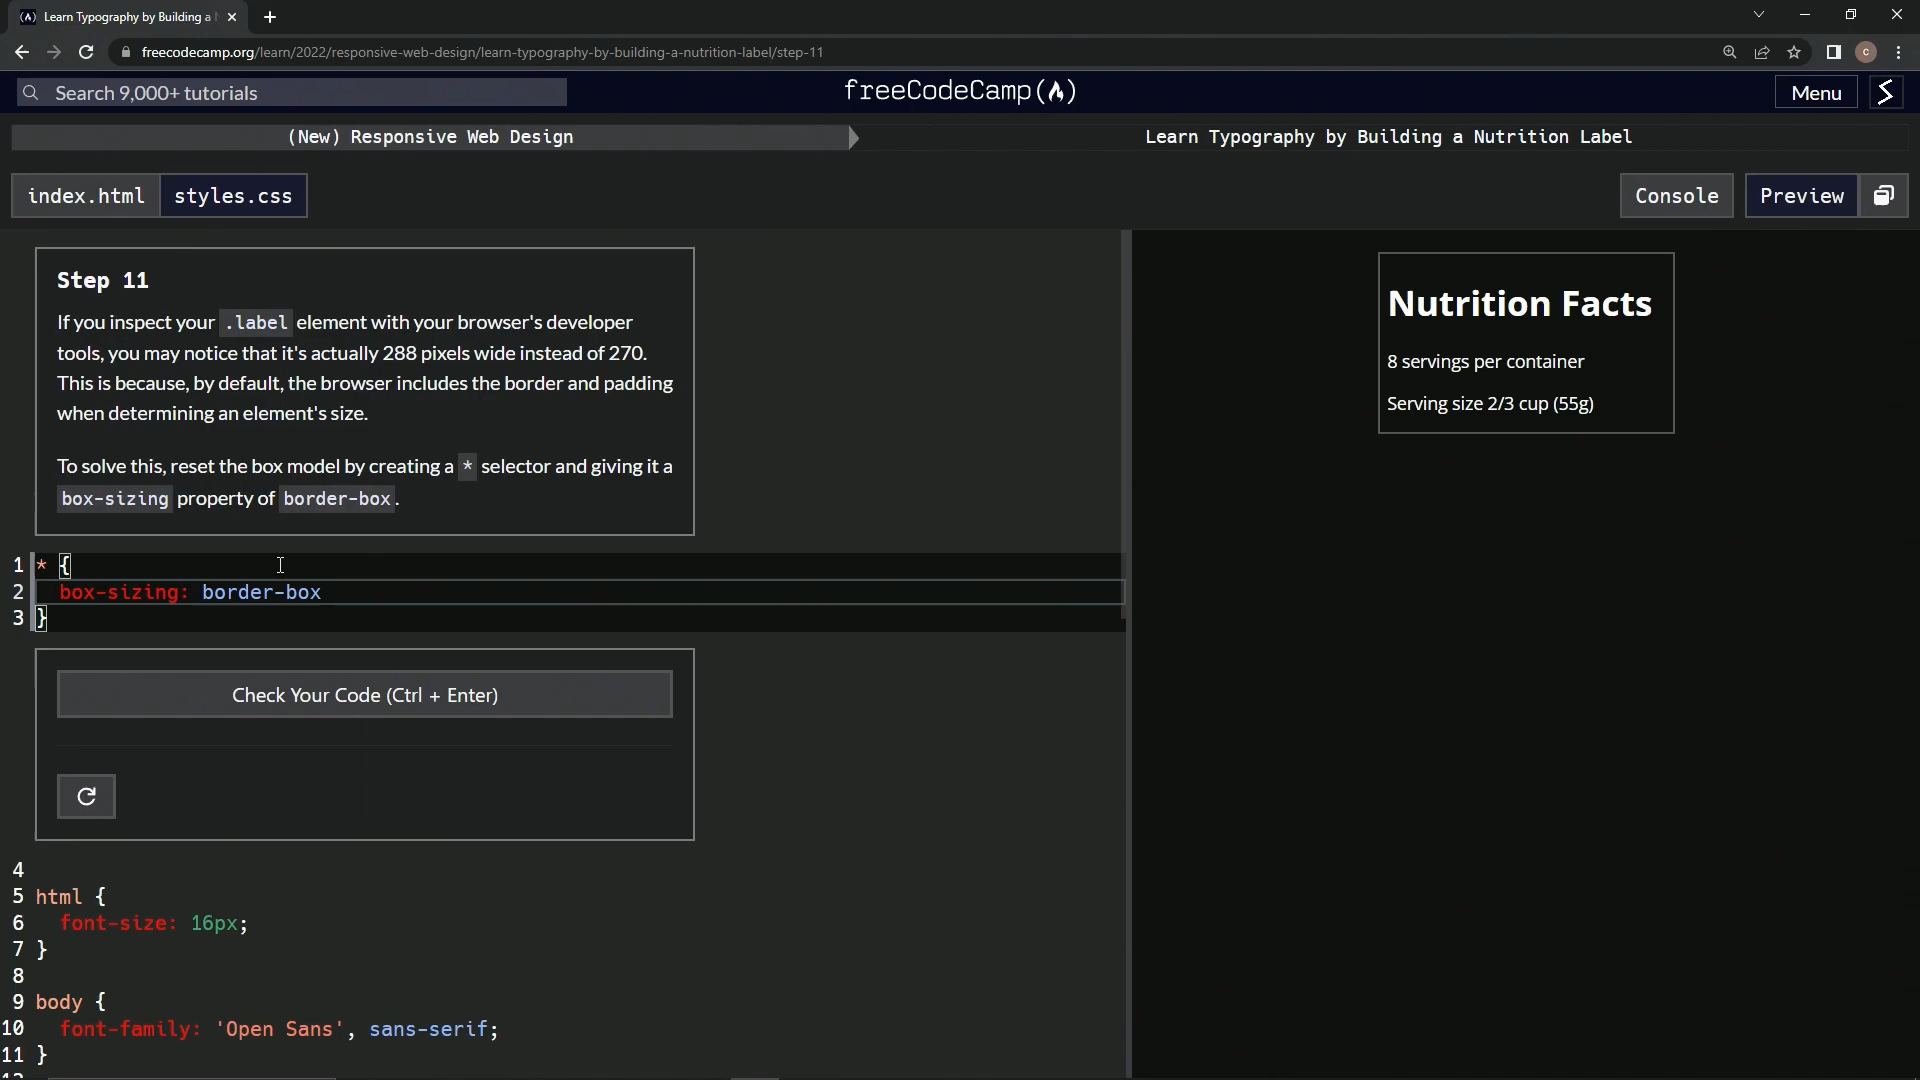 Learn Typography by Building a
freecodecamp.org/learn/2022/responsive-web-design/learn-typography-by-building-a-nutrition-label/step-11
C
Search 9,000+ tutorials
freeCodeCamp
Menu
(New) Responsive Web Design
Learn Typography by Building a Nutrition Label
index.html
styles.css
Console
Preview
Step 11
If you inspect your .label element with your browser's developer
tools, you may notice that it's actually 288 pixels wide instead of 270.
This is because, by default, the browser includes the border and padding
when determining an element's size.
To solve this, reset the box model by creating a * selector and giving it a
box-sizing property of border-box.
1 * {
2 box-sizing: border-box
3 }
Check Your Code (Ctrl + Enter)
4
5 html {
6 font-size: 16px;
7 }
8
9 body {
10 font-family: 'Open Sans', sans-serif;
11 }
Nutrition Facts
8 servings per container
Serving size 2/3 cup (55g)